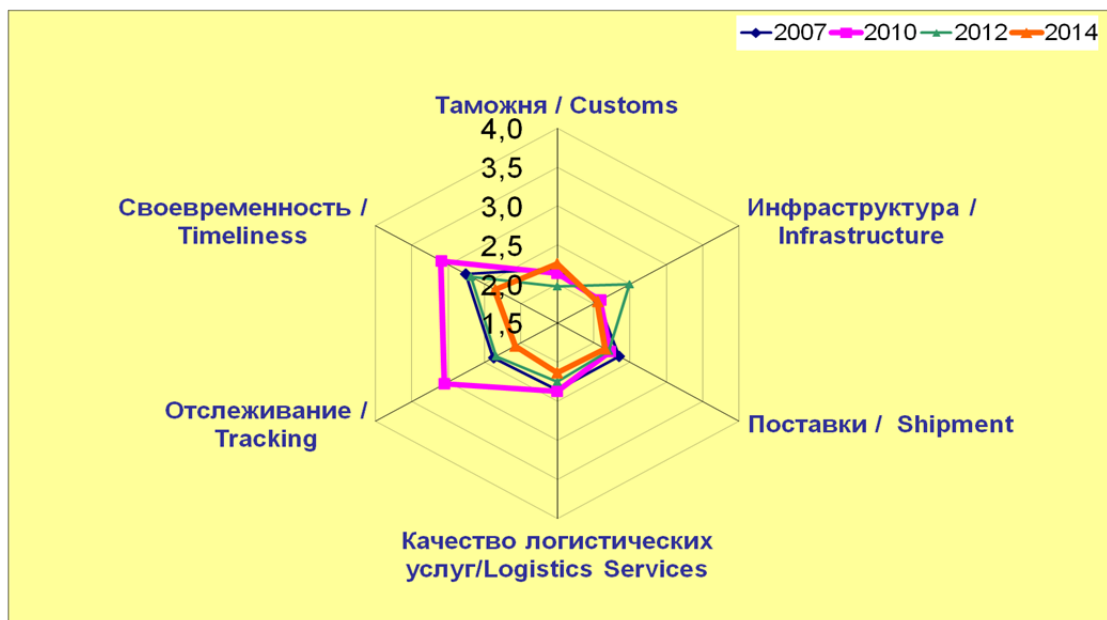 2007 2010 2012 2014
Таможня / Customs
4,0
3,5
3,0
2,5
2,0
1,5
Инфраструктура /
Infrastructure
Поставки / Shipment
Качество логистических
услуг/Logistics Services
Отслеживание /
Tracking
Своевременность /
Timeliness